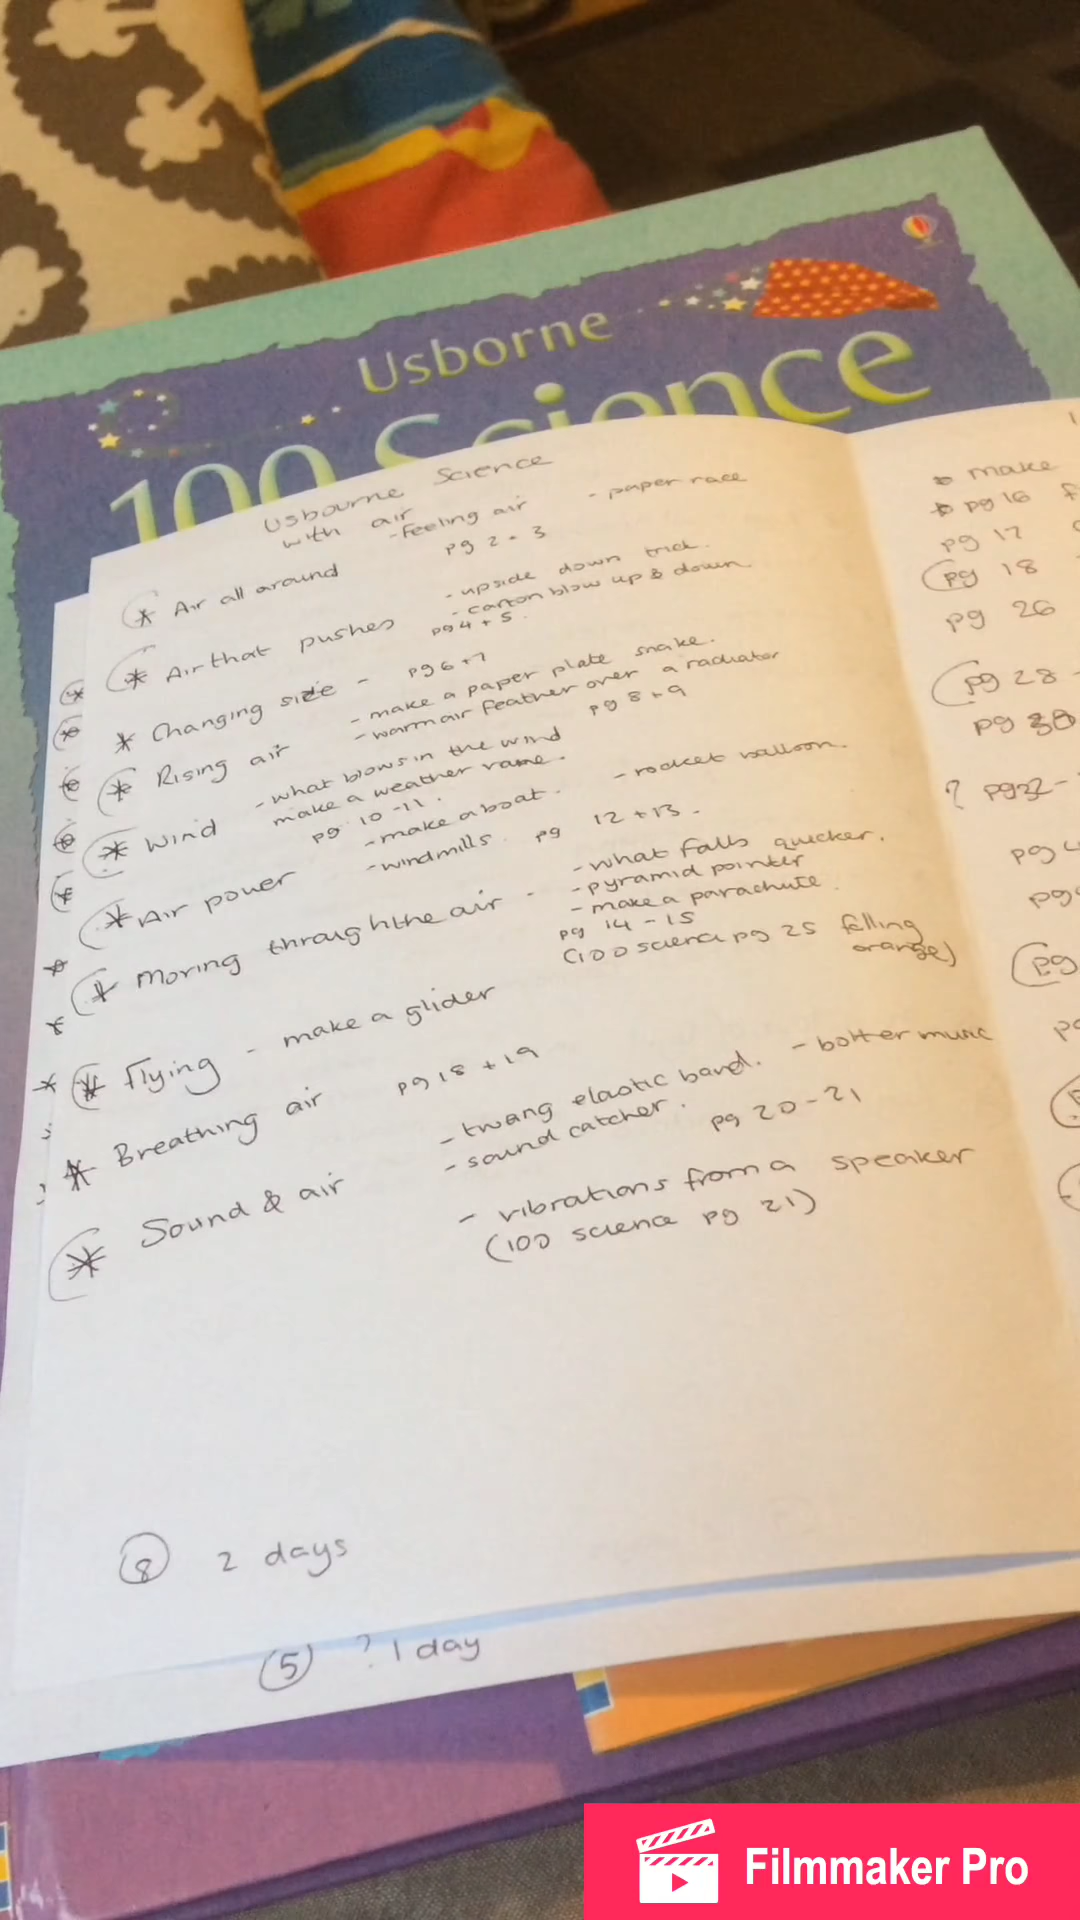 Usborne
100 Science
Usbourne Science
with air
* Air all around -feeling air - paper race
pg 2 + 3
* Air that pushes - upside down trick.
- carton blow up & down.
pg 4 + 5.
* Changing size - pg 6 + 7
* Rising air - make a paper plate snake.
- warm air feather over a radiator
pg 8 + 9
* Wind - what blows in the wind
make a weather vane.
pg 10 - 11.
* Air power - make a boat. - rocket balloon.
- windmills. pg 12 + 13.
* Moving through the air - - what falls quicker.
- pyramid pointer
- make a parachute.
pg 14 - 15
(100 science pg 25 falling
orange)
* Flying - make a glider
* Breathing air pg 18 + 19
* Sound & air - twang elastic band. - bottle music
- sound catcher. pg 20 - 21
- vibrations from a speaker
(100 science pg 21)
8 2 days
5 ? 1 day
* make
* pg 16
pg 17
pg 18
pg 26
pg 28 -
pg 30
? pg 32 -
pg
pg
pg
Filmmaker Pro